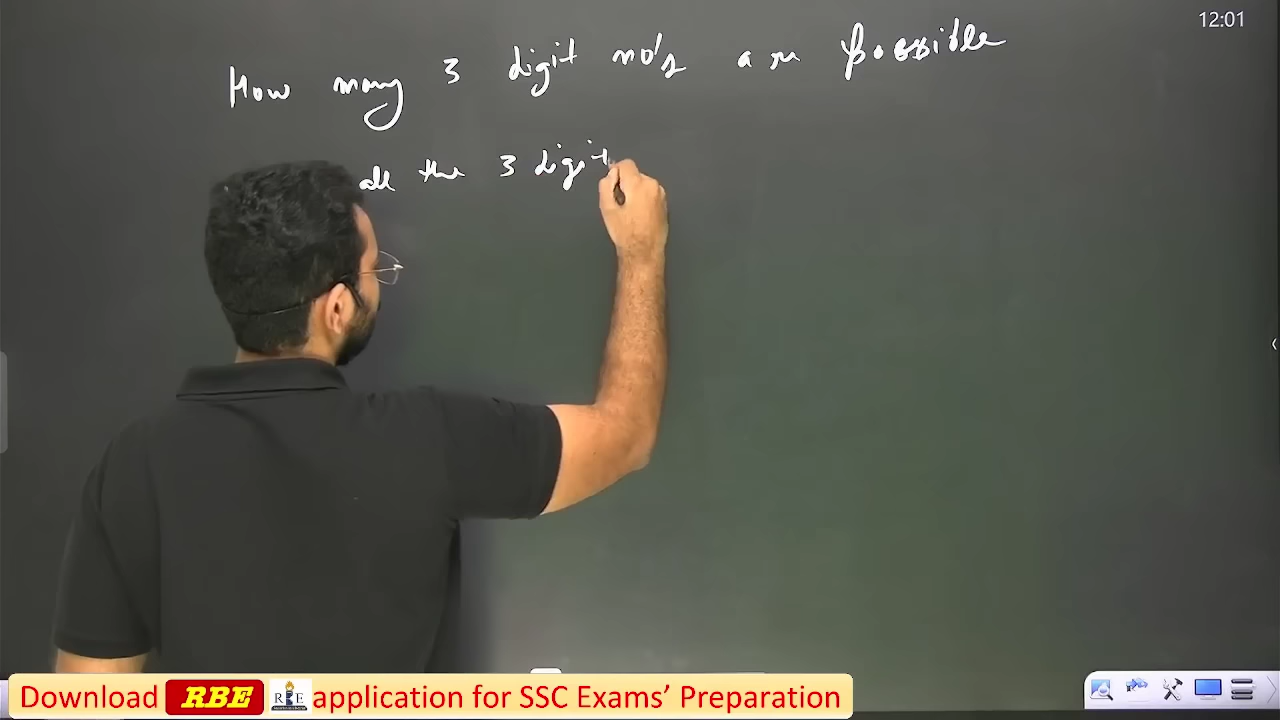 12:01
How many 3 digit no's are possible
all the 3 digit
Download RBE RBE application for SSC Exams' Preparation